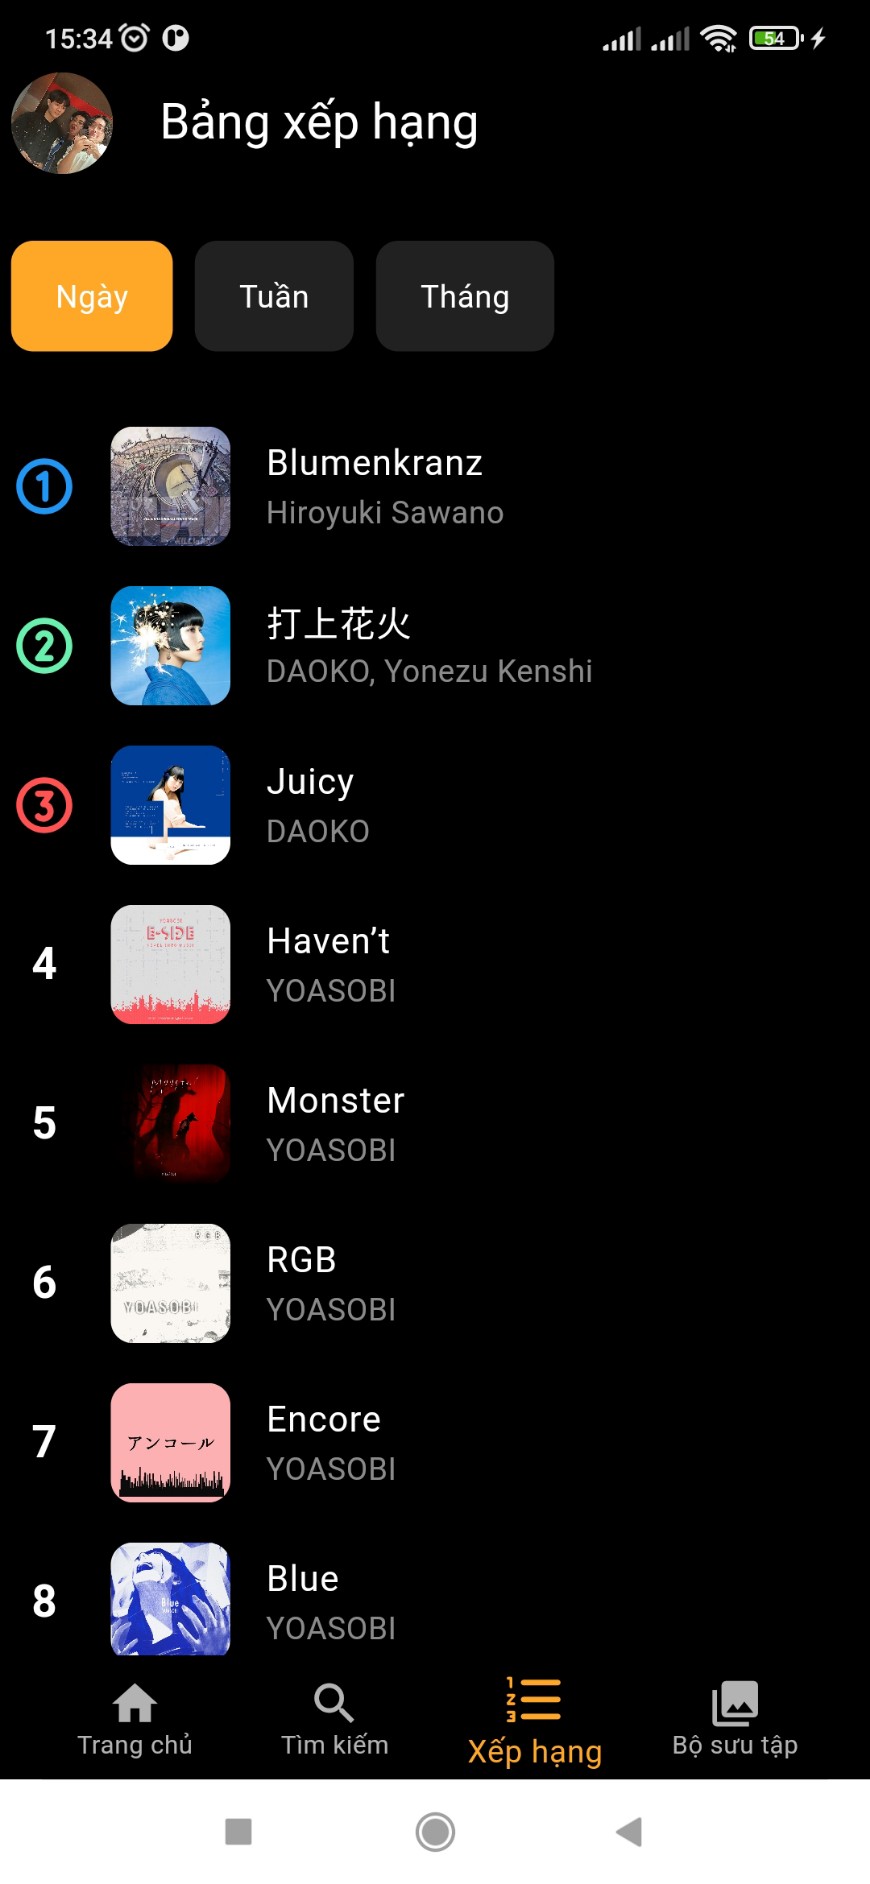 15:34
54
Bảng xếp hạng
Ngày
Tuần
Tháng
1
Blumenkranz
Hiroyuki Sawano
2
打上花火
DAOKO, Yonezu Kenshi
3
Juicy
DAOKO
4
E-SIDE
Haven’t
YOASOBI
5
Monster
YOASOBI
6
RGB
YOASOBI
RGB
YOASOBI
7
アンコール
Encore
YOASOBI
8
Blue
Blue
YOASOBI
Trang chủ
Tìm kiếm
Xếp hạng
Bộ sưu tập